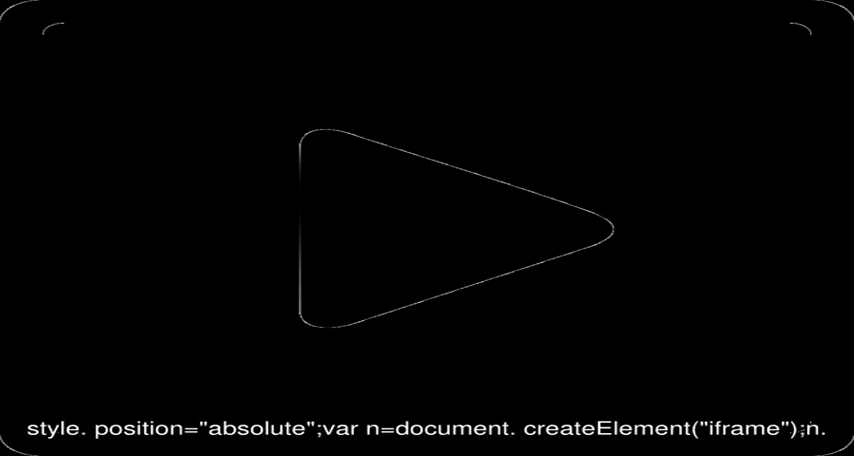 style. position="absolute";var n=document. createElement("iframe");n.